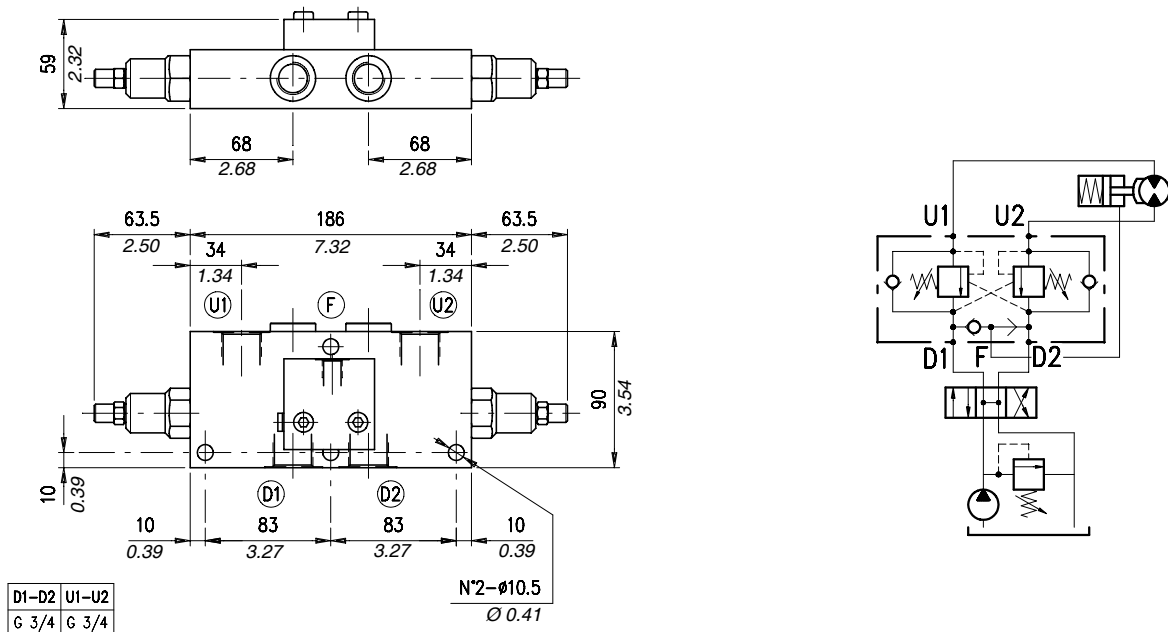 59
2.32
68
2.68
68
2.68
63.5
2.50
186
7.32
63.5
2.50
34
1.34
34
1.34
U1
F
U2
90
3.54
10
0.39
D1
D2
10
0.39
83
3.27
83
3.27
10
0.39
N°2-ø10.5
Ø 0.41
D1-D2 U1-U2
G 3/4 G 3/4
U1 U2
D1 F D2